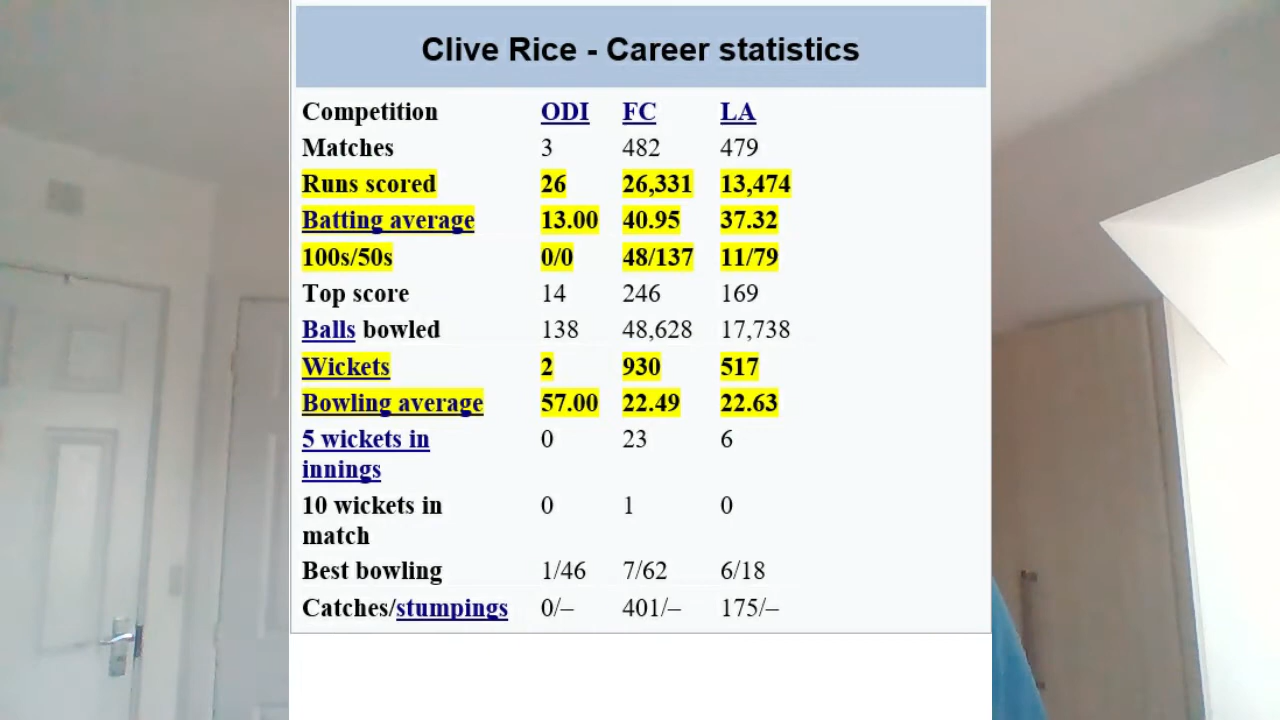 Clive Rice - Career statistics
Competition ODI FC LA
Matches 3 482 479
Runs scored 26 26,331 13,474
Batting average 13.00 40.95 37.32
100s/50s 0/0 48/137 11/79
Top score 14 246 169
Balls bowled 138 48,628 17,738
Wickets 2 930 517
Bowling average 57.00 22.49 22.63
5 wickets in 0 23 6
innings
10 wickets in 0 1 0
match
Best bowling 1/46 7/62 6/18
Catches/stumpings 0/– 401/– 175/–